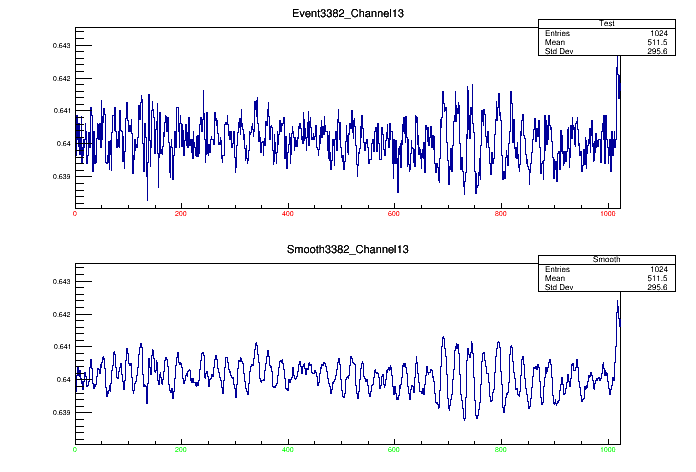 Event3382_Channel13
Test
Entries 1024
Mean 511.5
Std Dev 295.6
0.643
0.642
0.641
0.64
0.639
0 200 400 600 800 1000
Smooth3382_Channel13
Smooth
Entries 1024
Mean 511.5
Std Dev 295.6
0.643
0.642
0.641
0.64
0.639
0 200 400 600 800 1000